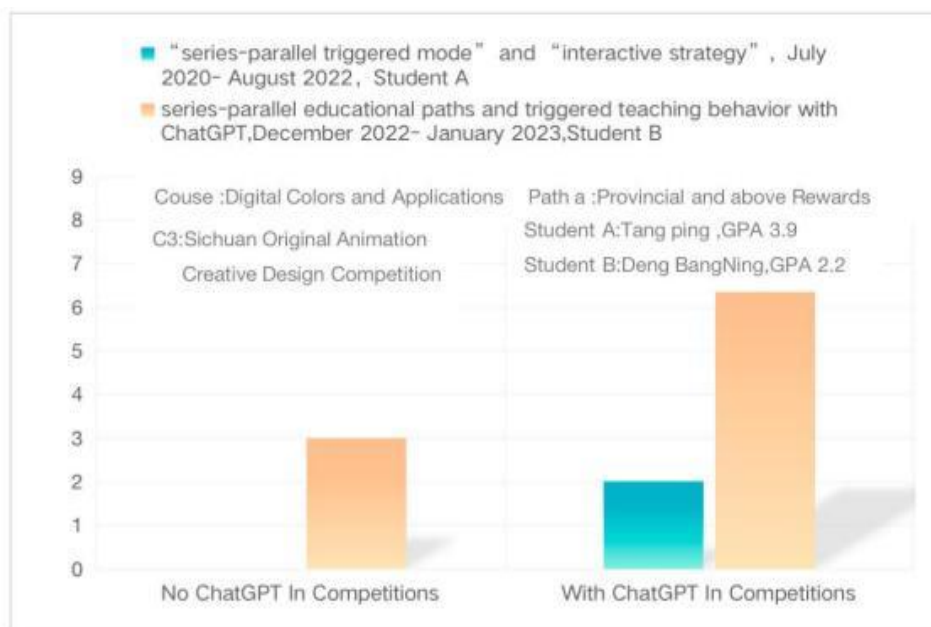 “series-parallel triggered mode” and “interactive strategy”, July
2020- August 2022, Student A
series-parallel educational paths and triggered teaching behavior with
ChatGPT,December 2022- January 2023,Student B
9
Couse :Digital Colors and Applications Path a :Provincial and above Rewards
8
C3:Sichuan Original Animation Student A:Tang ping ,GPA 3.9
7
Creative Design Competition Student B:Deng BangNing,GPA 2.2
6
5
4
3
2
1
0
No ChatGPT In Competitions With ChatGPT In Competitions